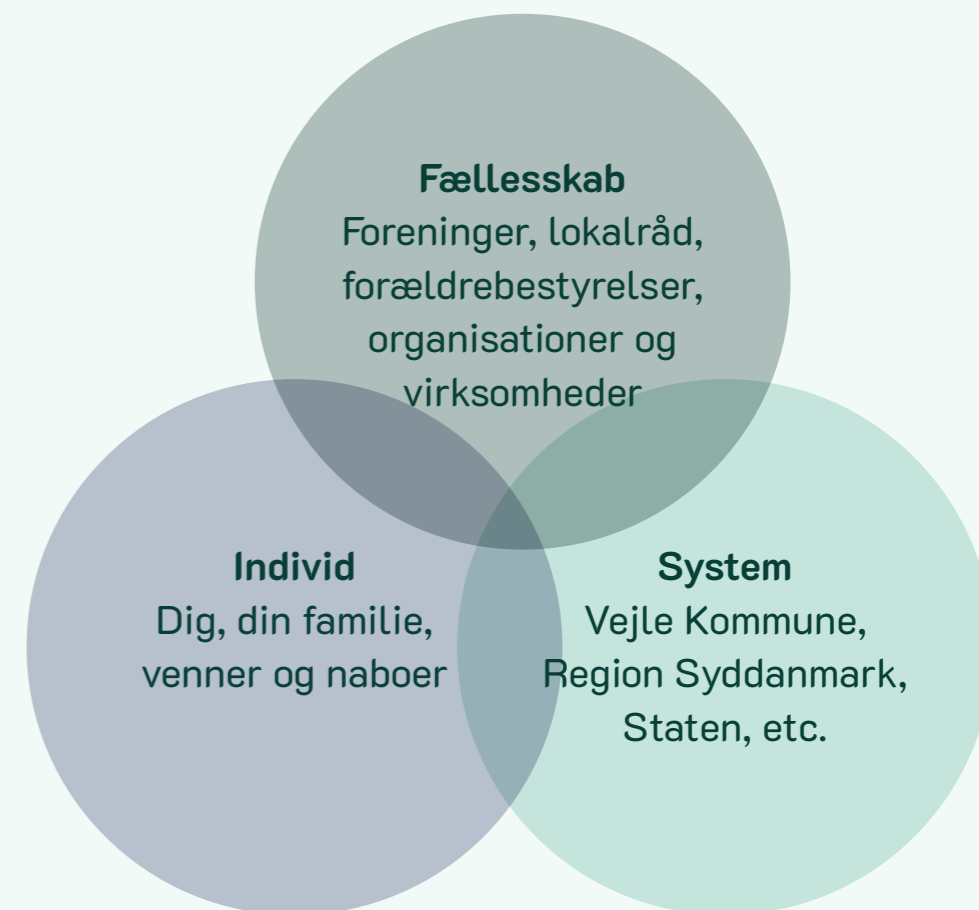 Fællesskab
Foreninger, lokalråd,
forældrebestyrelser,
organisationer og
virksomheder
Individ
Dig, din familie,
venner og naboer
System
Vejle Kommune,
Region Syddanmark,
Staten, etc.